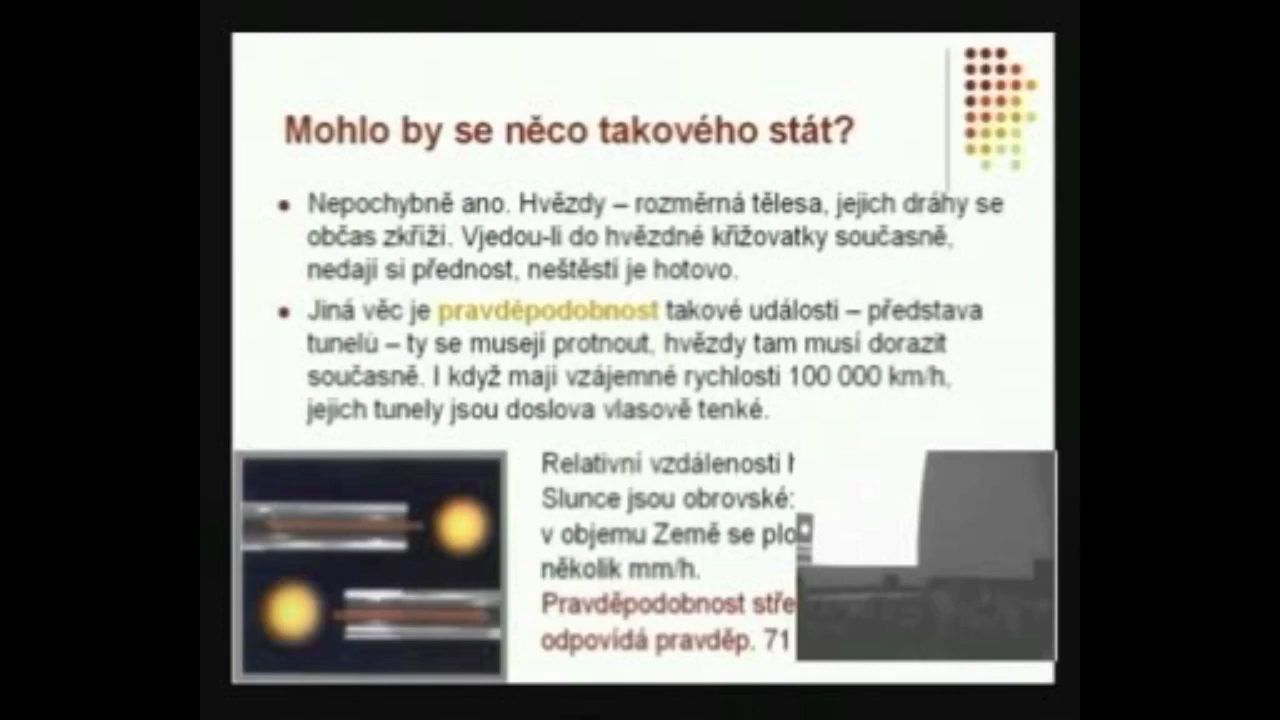 Mohlo by se něco takového stát?
Nepochybně ano. Hvězdy – rozměrná tělesa, jejich dráhy se
občas zkříží. Vjedou-li do hvězdné křižovatky současně,
nedají si přednost, neštěstí je hotovo.
Jiná věc je pravděpodobnost takové události – představa
tunelů – ty se musejí protnout, hvězdy tam musí dorazit
současně. I když mají vzájemné rychlosti 100 000 km/h,
jejich tunely jsou doslova vlasově tenké.
Relativní vzdálenosti
Slunce jsou obrovské:
v objemu Země se plo
několik mm/h.
Pravděpodobnost stře
odpovídá pravděp. 71